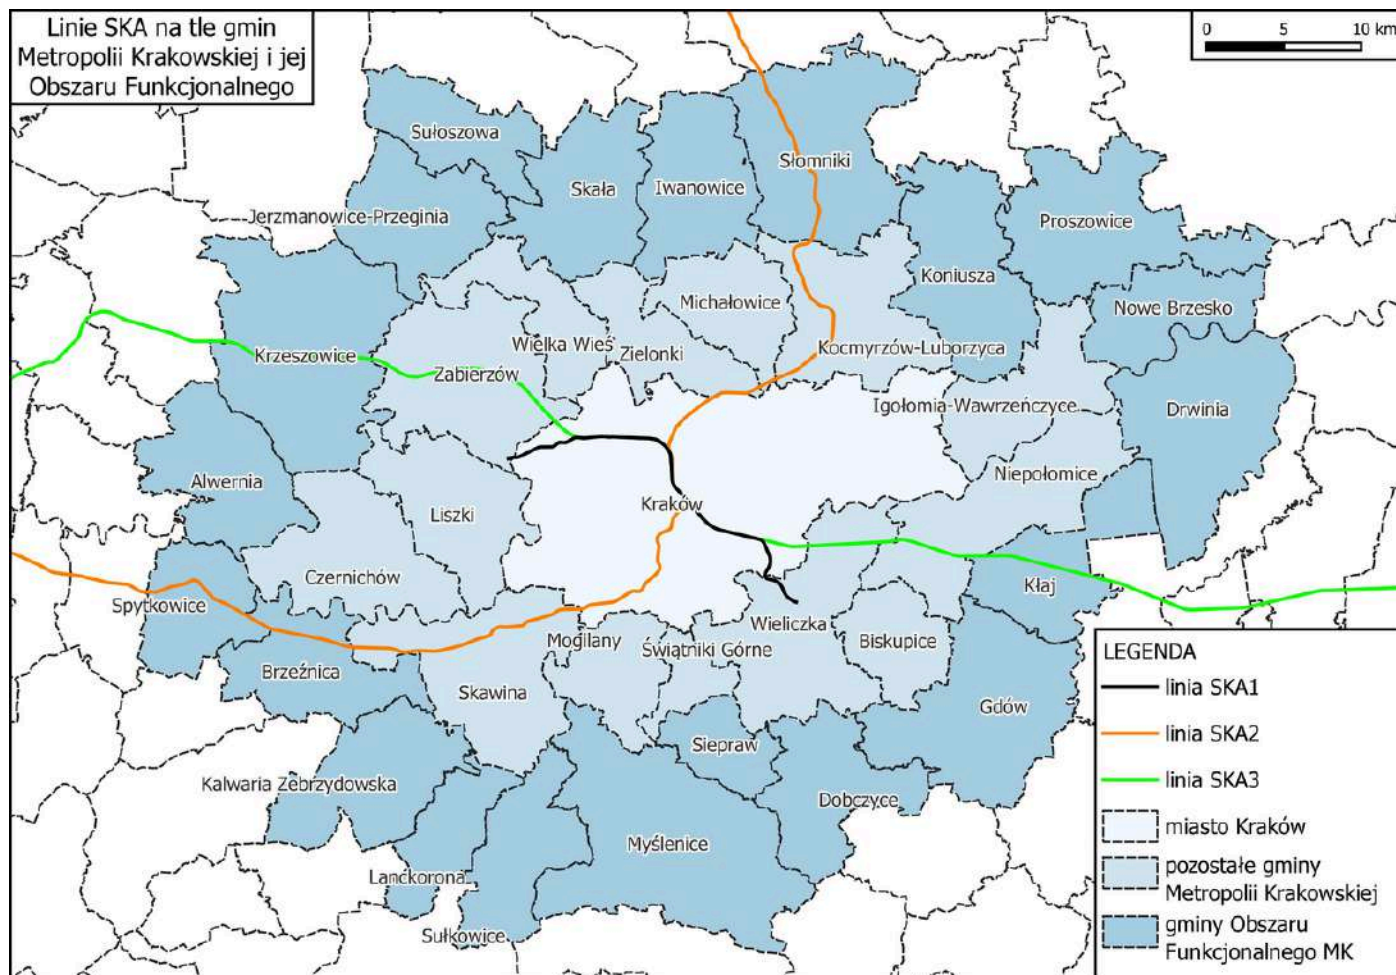 Linie SKA na tle gmin
Metropolii Krakowskiej i jej
Obszaru Funkcjonalnego
0 5 10 km
Sułoszowa
Słomniki
Skała
Iwanowice
Jerzmanowice-Przeginia
Proszowice
Koniusza
Michałowice
Nowe Brzesko
Wielka Wieś
Zielonki
Kocmyrzów-Luborzyca
Krzeszowice
Zabierzów
Igołomia-Wawrzeńczyce
Drwinia
Niepołomice
Alwernia
Kraków
Liszki
Czernichów
Kłaj
Spytkowice
Wieliczka
Mogilany
Świątniki Górne
Biskupice
Brzeźnica
Skawina
Gdów
Siepraw
Kalwaria Zebrzydowska
Dobczyce
Myślenice
Lanckorona
Sułkowice
LEGENDA
linia SKA1
linia SKA2
linia SKA3
miasto Kraków
pozostałe gminy
Metropolii Krakowskiej
gminy Obszaru
Funkcjonalnego MK